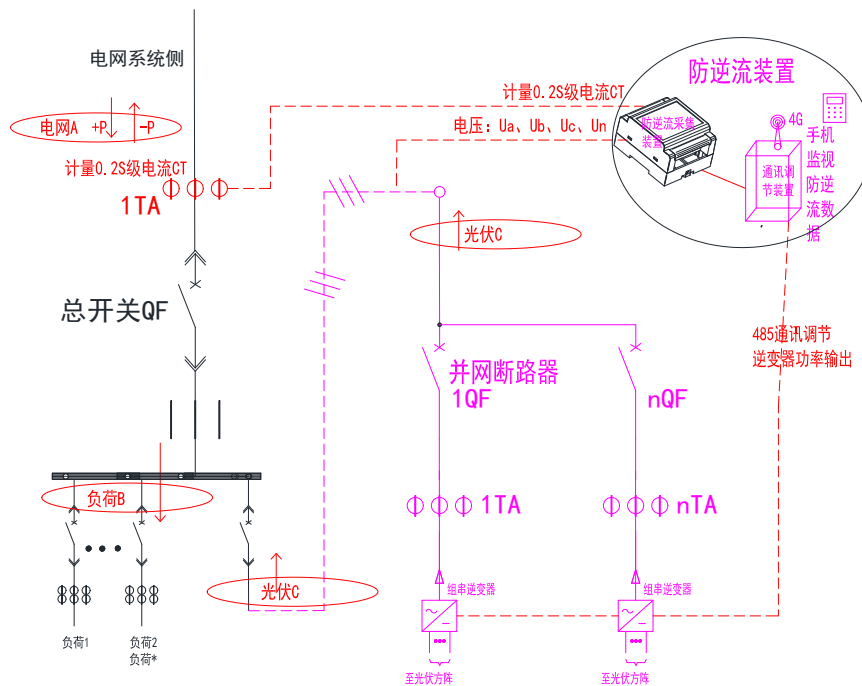 电网系统侧
防逆流装置
计量0.2S级电流CT
4G
电网A +P -P
电压：Ua、Ub、Uc、Un
防逆流采集
装置
手机
监视
防逆
流数
据
计量0.2S级电流CT
通讯调
节装置
1TA
光伏C
总开关QF
485通讯调节
逆变器功率输出
并网断路器
1QF
nQF
负荷B
1TA
nTA
光伏C
组串逆变器
组串逆变器
负荷1
负荷2
负荷*
至光伏方阵
至光伏方阵